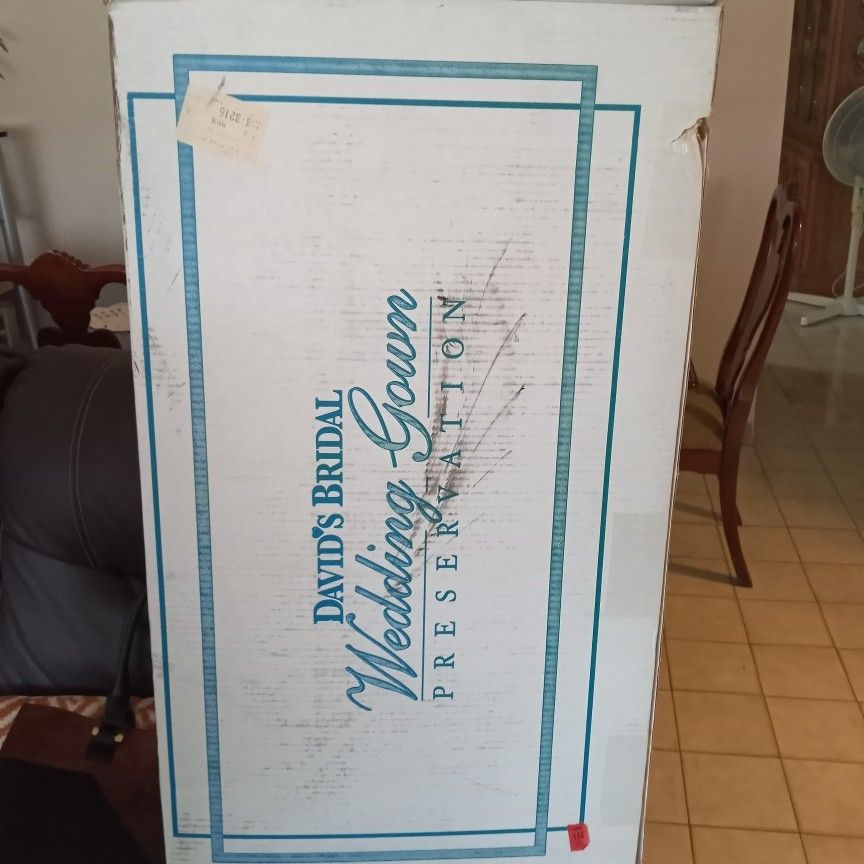 DAVID'S BRIDAL
Wedding Gown
PRESERVATION